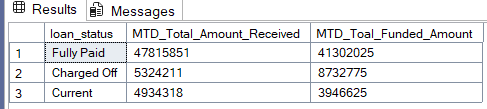 Results Messages
loan_status MTD_Total_Amount_Received MTD_Toal_Funded_Amount
1 Fully Paid 47815851 41302025
2 Charged Off 5324211 8732775
3 Current 4934318 3946625